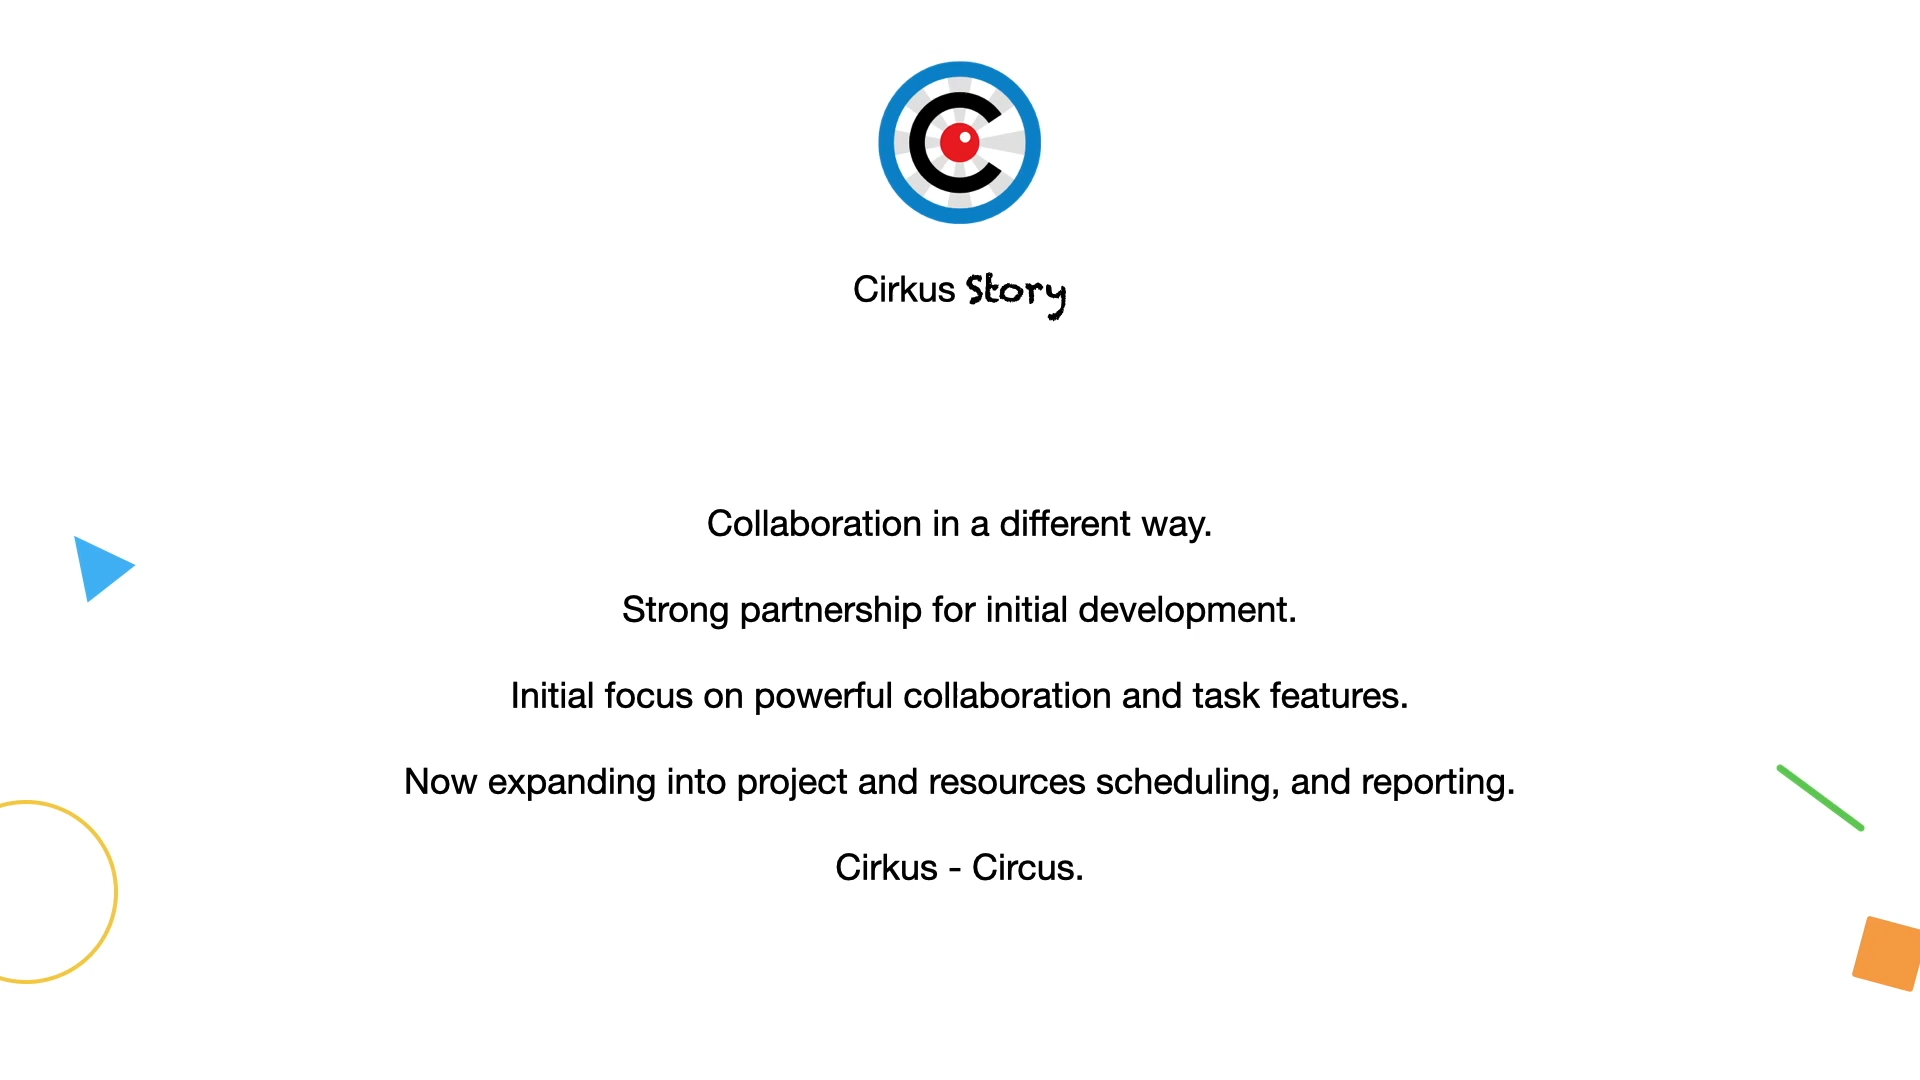 C
Cirkus Story
Collaboration in a different way.
Strong partnership for initial development.
Initial focus on powerful collaboration and task features.
Now expanding into project and resources scheduling, and reporting.
Cirkus - Circus.